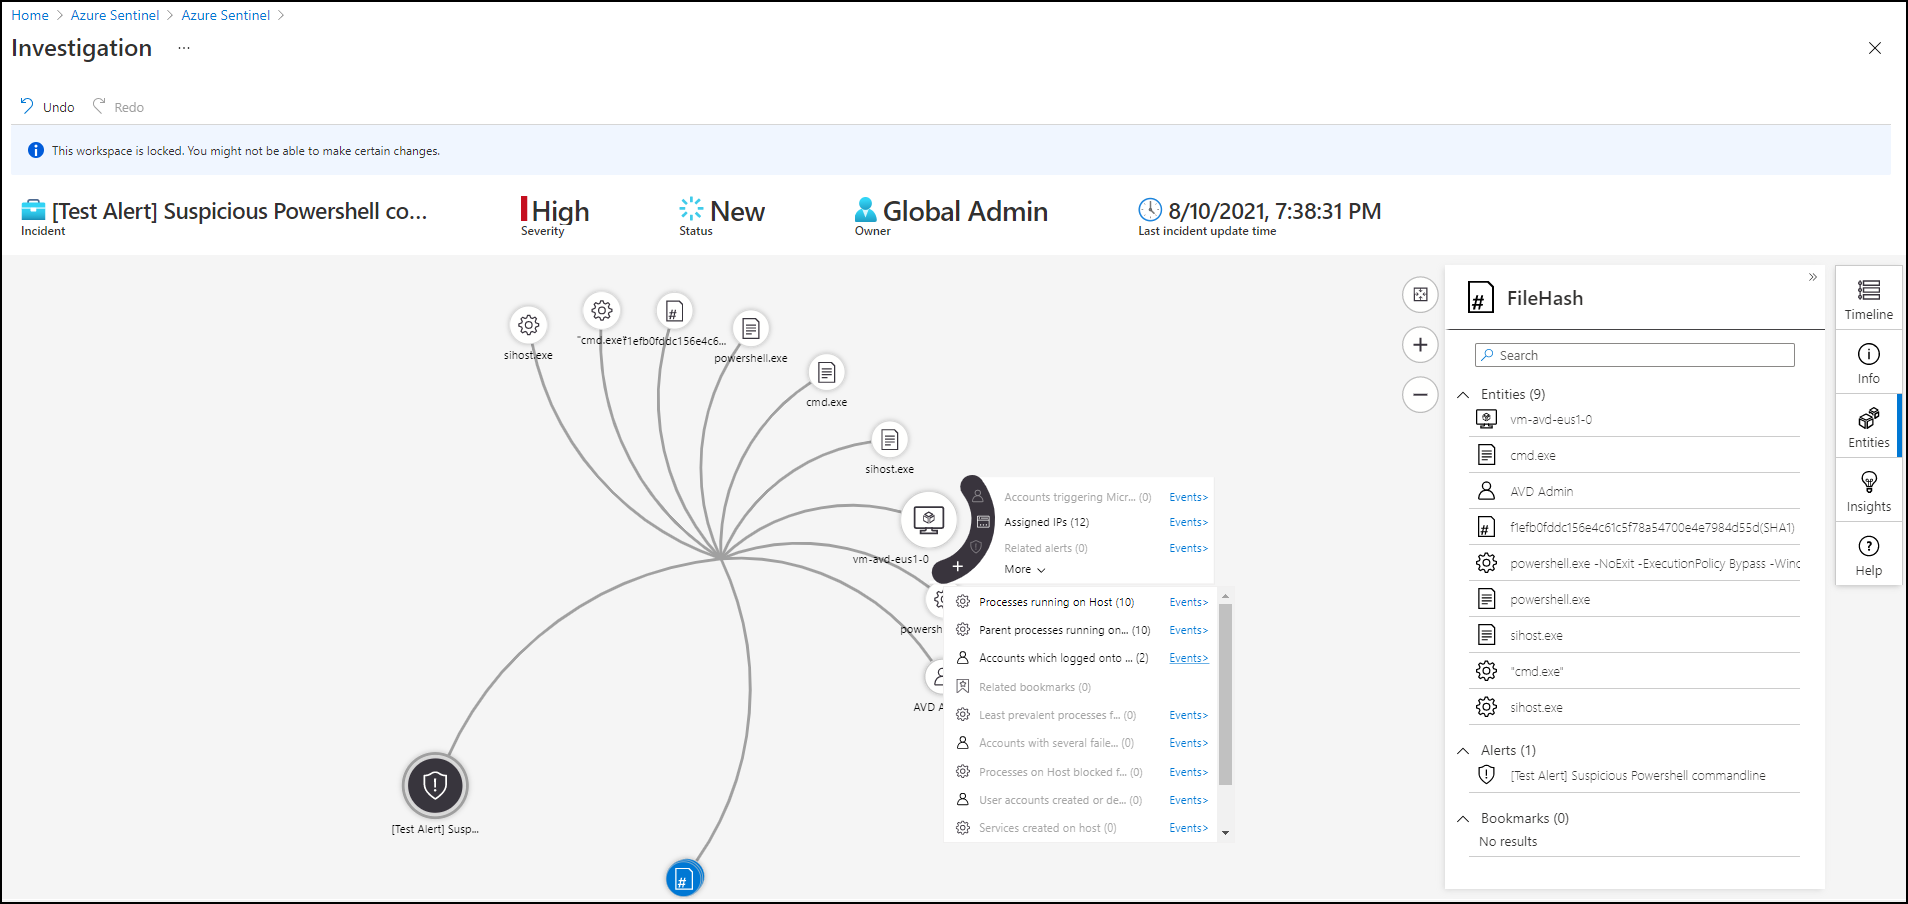 Home > Azure Sentinel > Azure Sentinel >
Investigation ...
Undo Redo
This workspace is locked. You might not be able to make certain changes.
[Test Alert] Suspicious Powershell co...
Incident
High
Severity
New
Status
Global Admin
Owner
8/10/2021, 7:38:31 PM
Last incident update time
sihost.exe
"cmd.exe"
f1efb0fddc156e4c6...
powershell.exe
cmd.exe
sihost.exe
vm-avd-eus1-0
powersh
AVD A
[Test Alert] Susp...
Accounts triggering Micr... (0) Events>
Assigned IPs (12) Events>
Related alerts (0) Events>
More
Processes running on Host (10) Events>
Parent processes running on... (10) Events>
Accounts which logged onto ... (2) Events>
Related bookmarks (0)
Least prevalent processes f... (0) Events>
Accounts with several faile... (0) Events>
Processes on Host blocked f... (0) Events>
User accounts created or de... (0) Events>
Services created on host (0) Events>
FileHash
Search
Entities (9)
vm-avd-eus1-0
cmd.exe
AVD Admin
f1efb0fddc156e4c61c5f78a54700e4e7984d55d(SHA1)
powershell.exe -NoExit -ExecutionPolicy Bypass -Winc
powershell.exe
sihost.exe
"cmd.exe"
sihost.exe
Alerts (1)
[Test Alert] Suspicious Powershell commandline
Bookmarks (0)
No results
Timeline
Info
Entities
Insights
Help